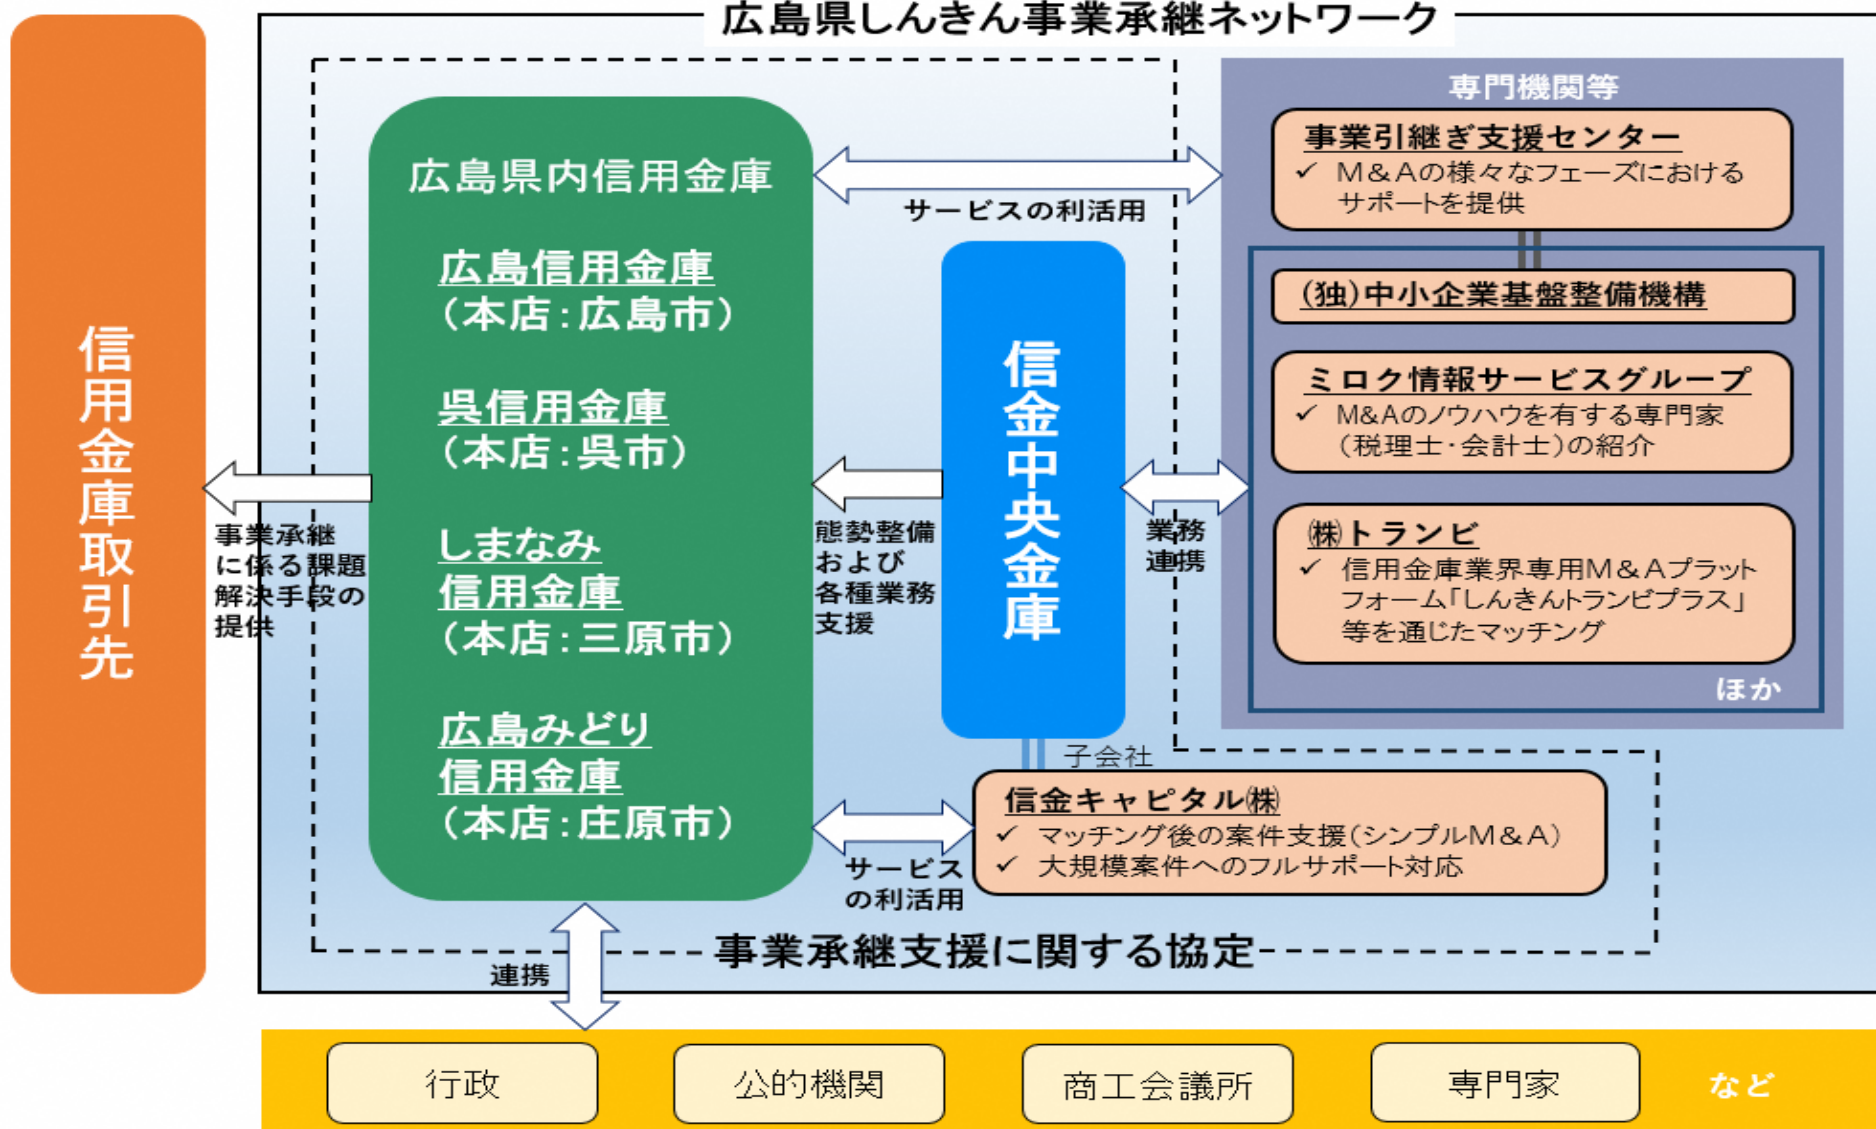 広島県しんきん事業承継ネットワーク
信用金庫取引先
事業承継
に係る課題
解決手段の
提供
広島県内信用金庫
広島信用金庫
（本店：広島市）
呉信用金庫
（本店：呉市）
しまなみ
信用金庫
（本店：三原市）
広島みどり
信用金庫
（本店：庄原市）
サービスの利活用
態勢整備
および
各種業務
支援
信金中央金庫
業務
連携
専門機関等
事業引継ぎ支援センター
✓ Ｍ＆Ａの様々なフェーズにおける
サポートを提供
(独)中小企業基盤整備機構
ミロク情報サービスグループ
✓ M&Aのノウハウを有する専門家
（税理士・会計士）の紹介
㈱トランビ
✓ 信用金庫業界専用Ｍ＆Ａプラット
フォーム「しんきんトランビプラス」
等を通じたマッチング
ほか
子会社
信金キャピタル㈱
✓ マッチング後の案件支援（シンプルＭ＆Ａ）
✓ 大規模案件へのフルサポート対応
サービス
の利活用
事業承継支援に関する協定
連携
行政
公的機関
商工会議所
専門家
など